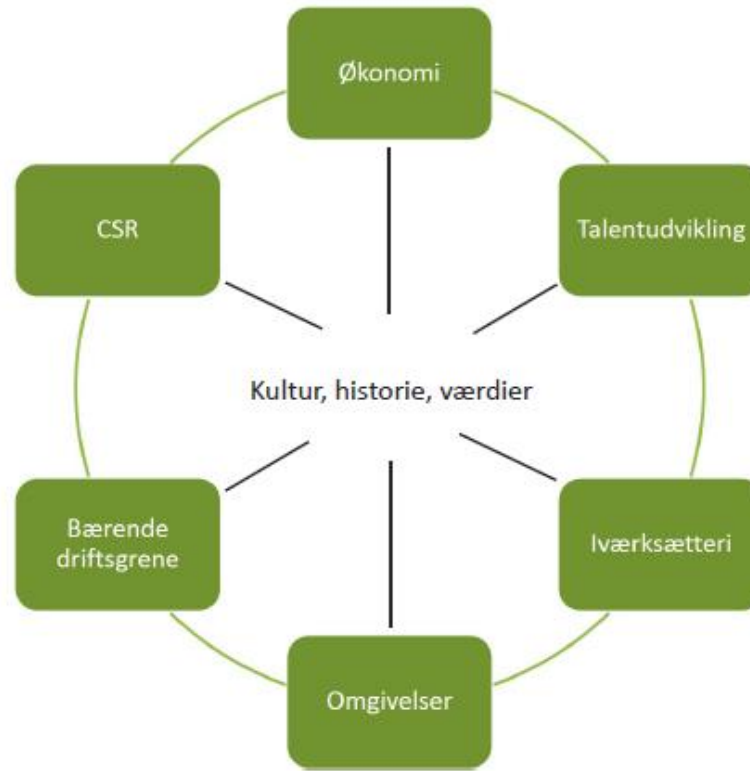 Økonomi
CSR
Talentudvikling
Kultur, historie, værdier
Bærende
driftsgrene
Iværksætteri
Omgivelser